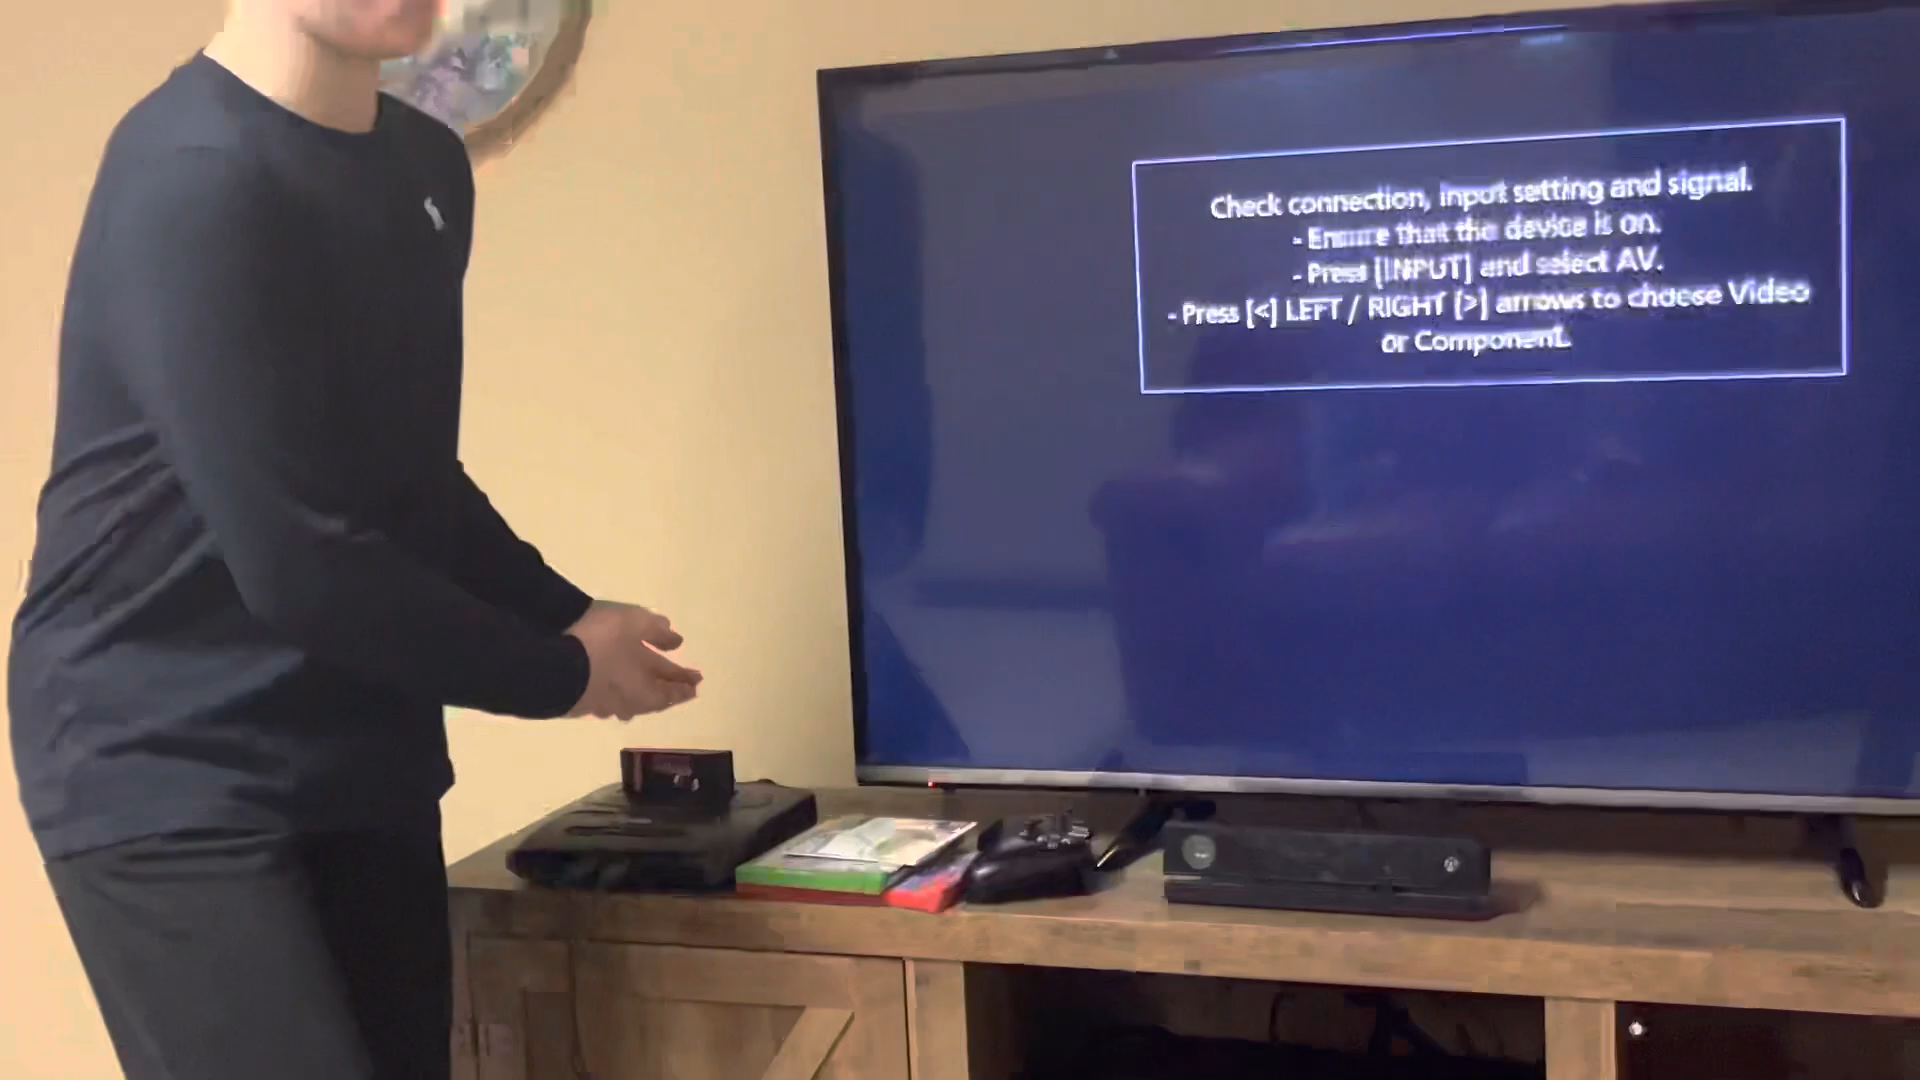 Check connection, input setting and signal.
- Ensure that the device is on.
- Press [INPUT] and select AV.
- Press [<] LEFT / RIGHT [>] arrows to choose Video
or Component.